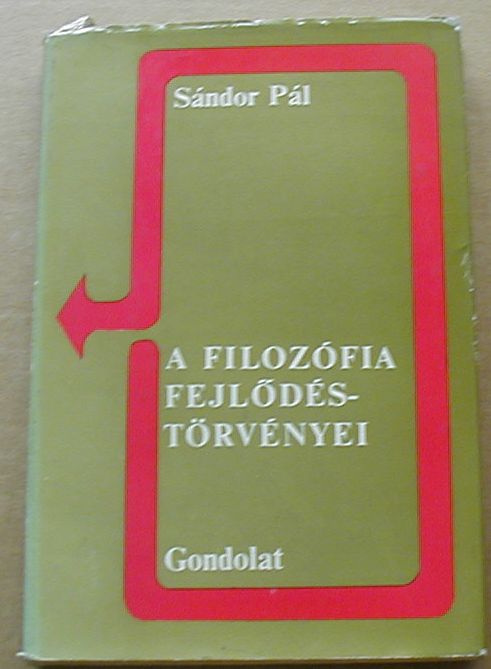 Sándor Pál
A FILOZÓFIA
FEJLŐDÉS-
TÖRVÉNYEI
Gondolat